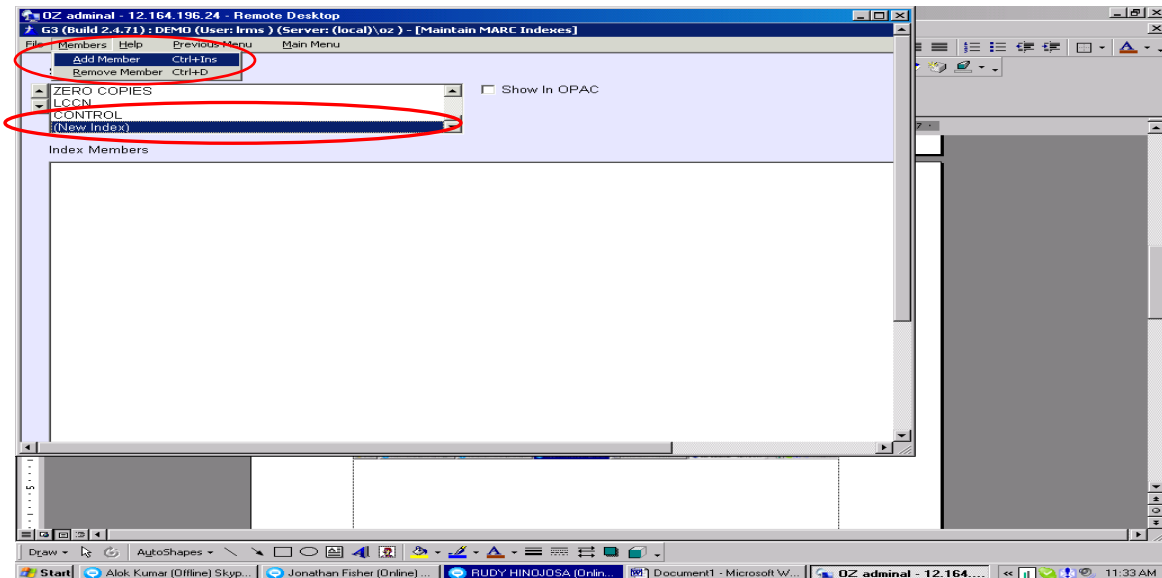 OZ adminal - 12.164.196.24 - Remote Desktop
G3 (Build 2.4.71) : DEMO (User: lrms ) (Server: (local)\oz ) - [Maintain MARC Indexes]
File Members Help Previous Menu Main Menu
Add Member Ctrl+Ins
Remove Member Ctrl+D
ZERO COPIES
LCCN
CONTROL
(New Index)
Show In OPAC
Index Members
Draw AutoShapes
Start Alok Kumar (Offline) Skyp... Jonathan Fisher (Online) ... RUDY HINOJOSA (Onlin... Document1 - Microsoft W... OZ adminal - 12.164.... 11:33 AM